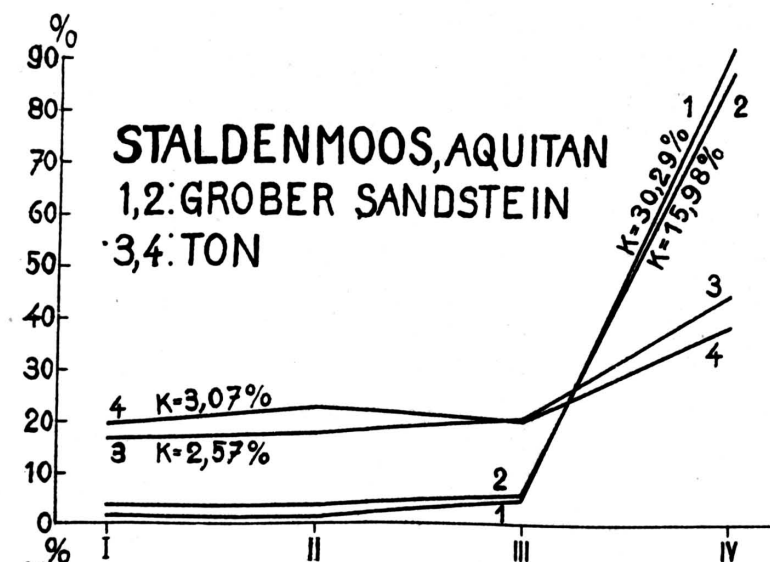 %
90
80
70
60
50
40
30
20
10
0
STALDENMOOS, AQUITAN
1,2: GROBER SANDSTEIN
3,4: TON
1
2
K=30,29%
K=15,98%
3
4
4 K=3,07%
3 K=2,57%
2
1
% I II III IV